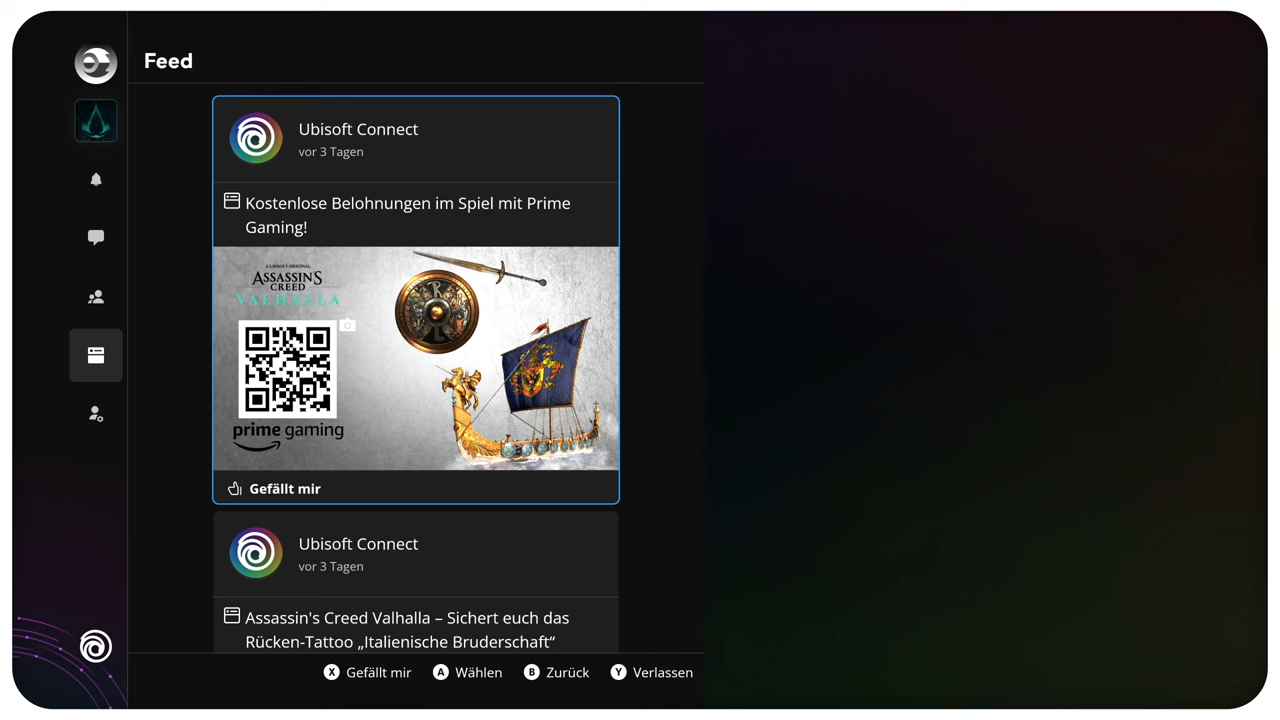 Feed
Ubisoft Connect
vor 3 Tagen
Kostenlose Belohnungen im Spiel mit Prime
Gaming!
A UBISOFT ORIGINAL
ASSASSIN'S
CREED
VALHALLA
prime gaming
Gefällt mir
Ubisoft Connect
vor 3 Tagen
Assassin's Creed Valhalla – Sichert euch das
Rücken-Tattoo „Italienische Bruderschaft“
X Gefällt mir A Wählen B Zurück Y Verlassen